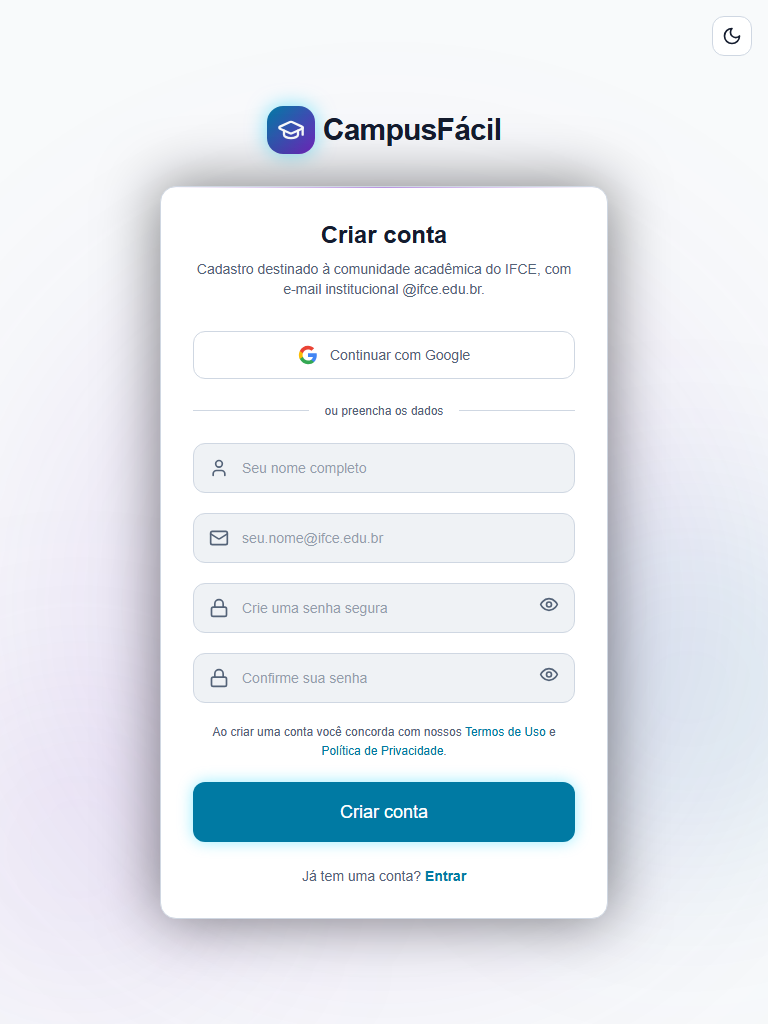 CampusFácil
Criar conta
Cadastro destinado à comunidade acadêmica do IFCE, com
e-mail institucional @ifce.edu.br.
Continuar com Google
ou preencha os dados
Seu nome completo
seu.nome@ifce.edu.br
Crie uma senha segura
Confirme sua senha
Ao criar uma conta você concorda com nossos Termos de Uso e
Política de Privacidade.
Criar conta
Já tem uma conta? Entrar